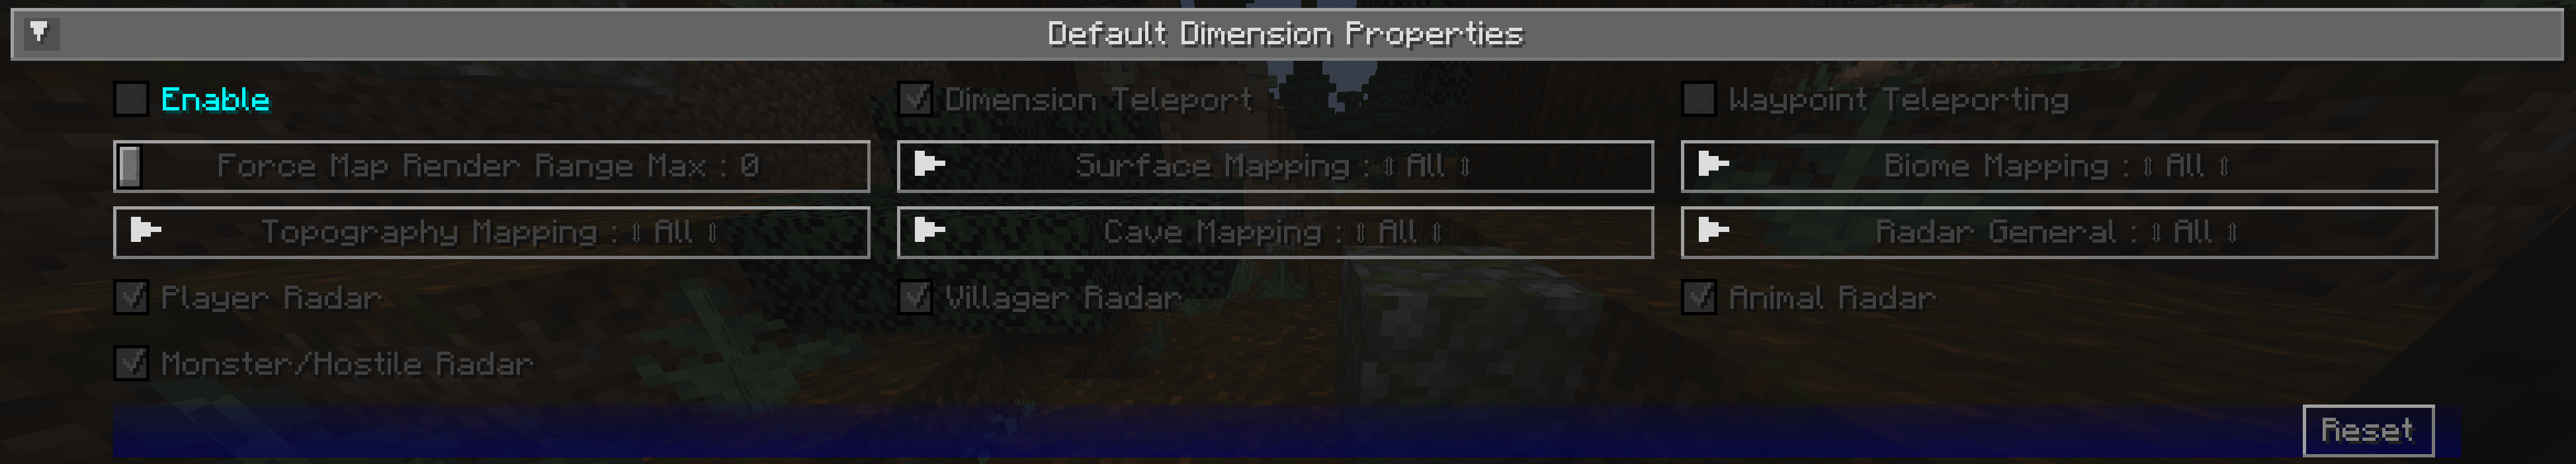 Default Dimension Properties
Enable
Dimension Teleport
Waypoint Teleporting
Force Map Render Range Max : 0
Surface Mapping : ⇕ All ⇕
Biome Mapping : ⇕ All ⇕
Topography Mapping : ⇕ All ⇕
Cave Mapping : ⇕ All ⇕
Radar General : ⇕ All ⇕
Player Radar
Villager Radar
Animal Radar
Monster/Hostile Radar
Reset